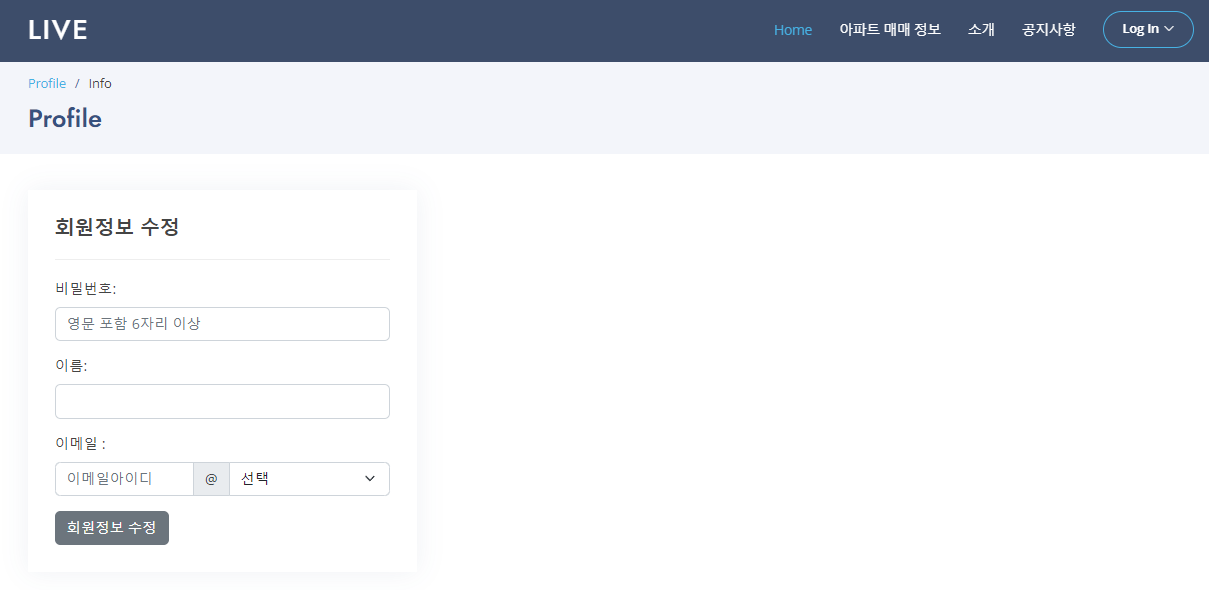 LIVE Home 아파트 매매 정보 소개 공지사항 Log In
Profile / Info
Profile
회원정보 수정
비밀번호:
영문 포함 6자리 이상
이름:
이메일 :
이메일아이디 @ 선택
회원정보 수정